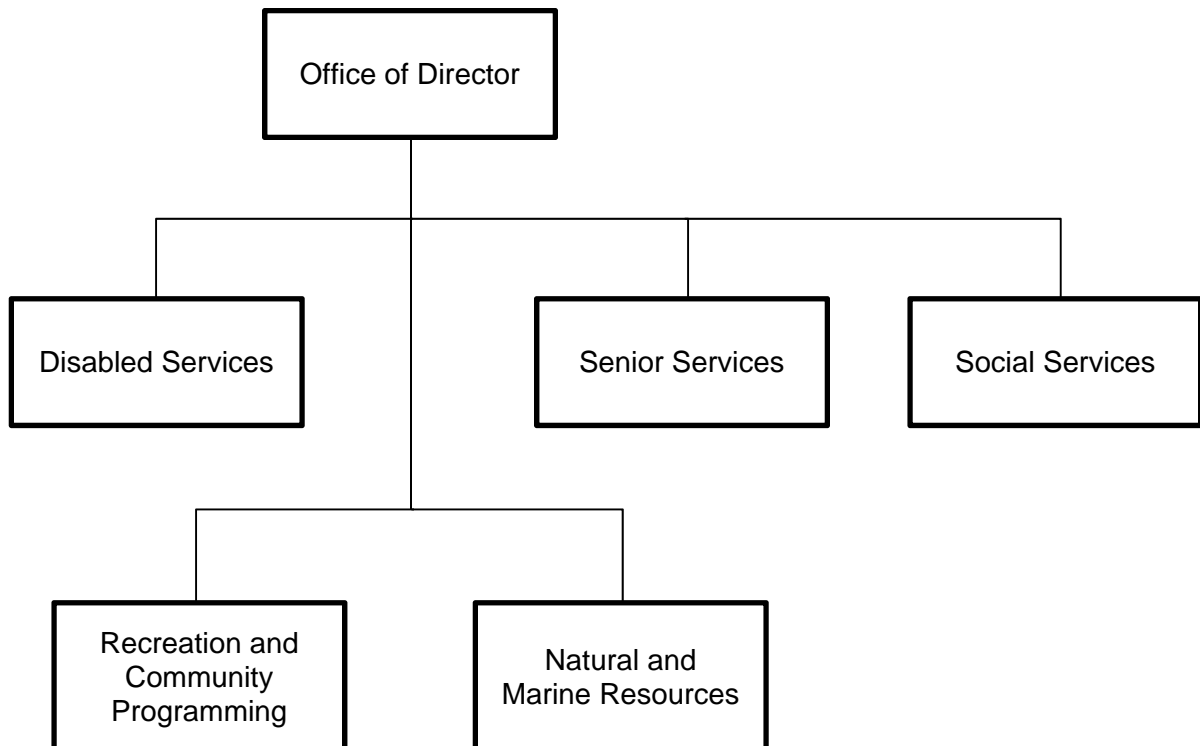 Office of Director
Disabled Services
Senior Services
Social Services
Recreation and
Community
Programming
Natural and
Marine Resources